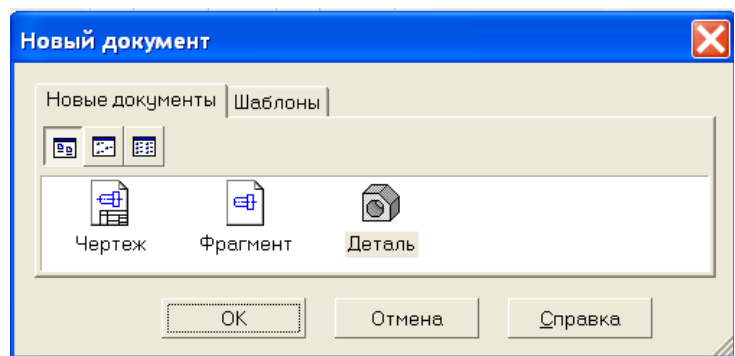 Новый документ
Новые документы Шаблоны
Чертеж Фрагмент Деталь
OK Отмена Справка